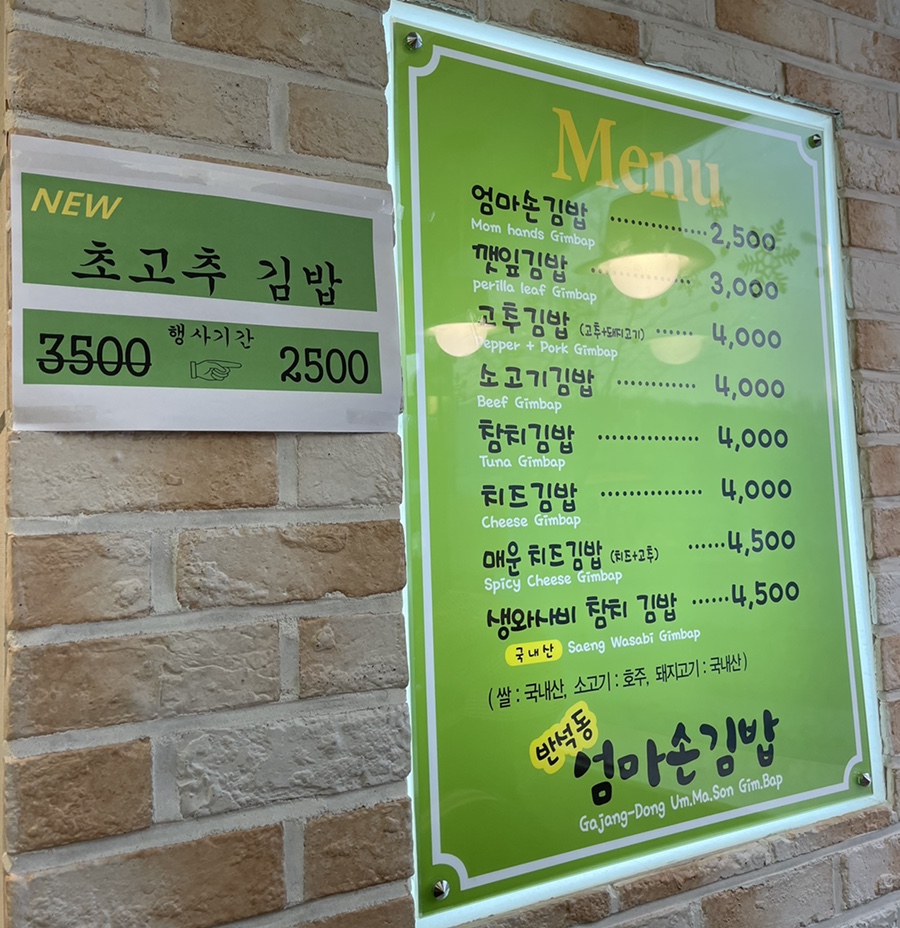 NEW
초고추 김밥
행사기간
3500 2500
Menu
엄마손김밥 ··············2,500
Mom hands Gimbap
깻잎김밥 ·············· 3,000
perilla leaf Gimbap
고추김밥 (고추+돼지고기) ······ 4,000
Pepper + Pork Gimbap
소고기김밥 ············ 4,000
Beef Gimbap
참치김밥 ··············· 4,000
Tuna Gimbap
치즈김밥 ··············· 4,000
Cheese Gimbap
매운 치즈김밥 (치즈+고추) ······4,500
Spicy Cheese Gimbap
생와사비 참치 김밥 ······4,500
국내산 Saeng Wasabi Gimbap
( 쌀 : 국내산, 소고기 : 호주, 돼지고기 : 국내산 )
반석동
엄마손김밥
Gajang-Dong Um.Ma.Son Gim.Bap